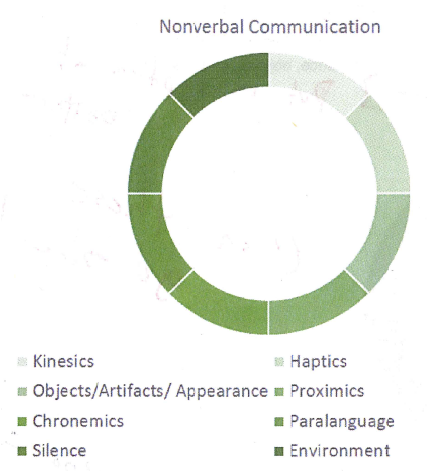 Nonverbal Communication
Kinesics
Haptics
Objects/Artifacts/ Appearance
Proximics
Chronemics
Paralanguage
Silence
Environment